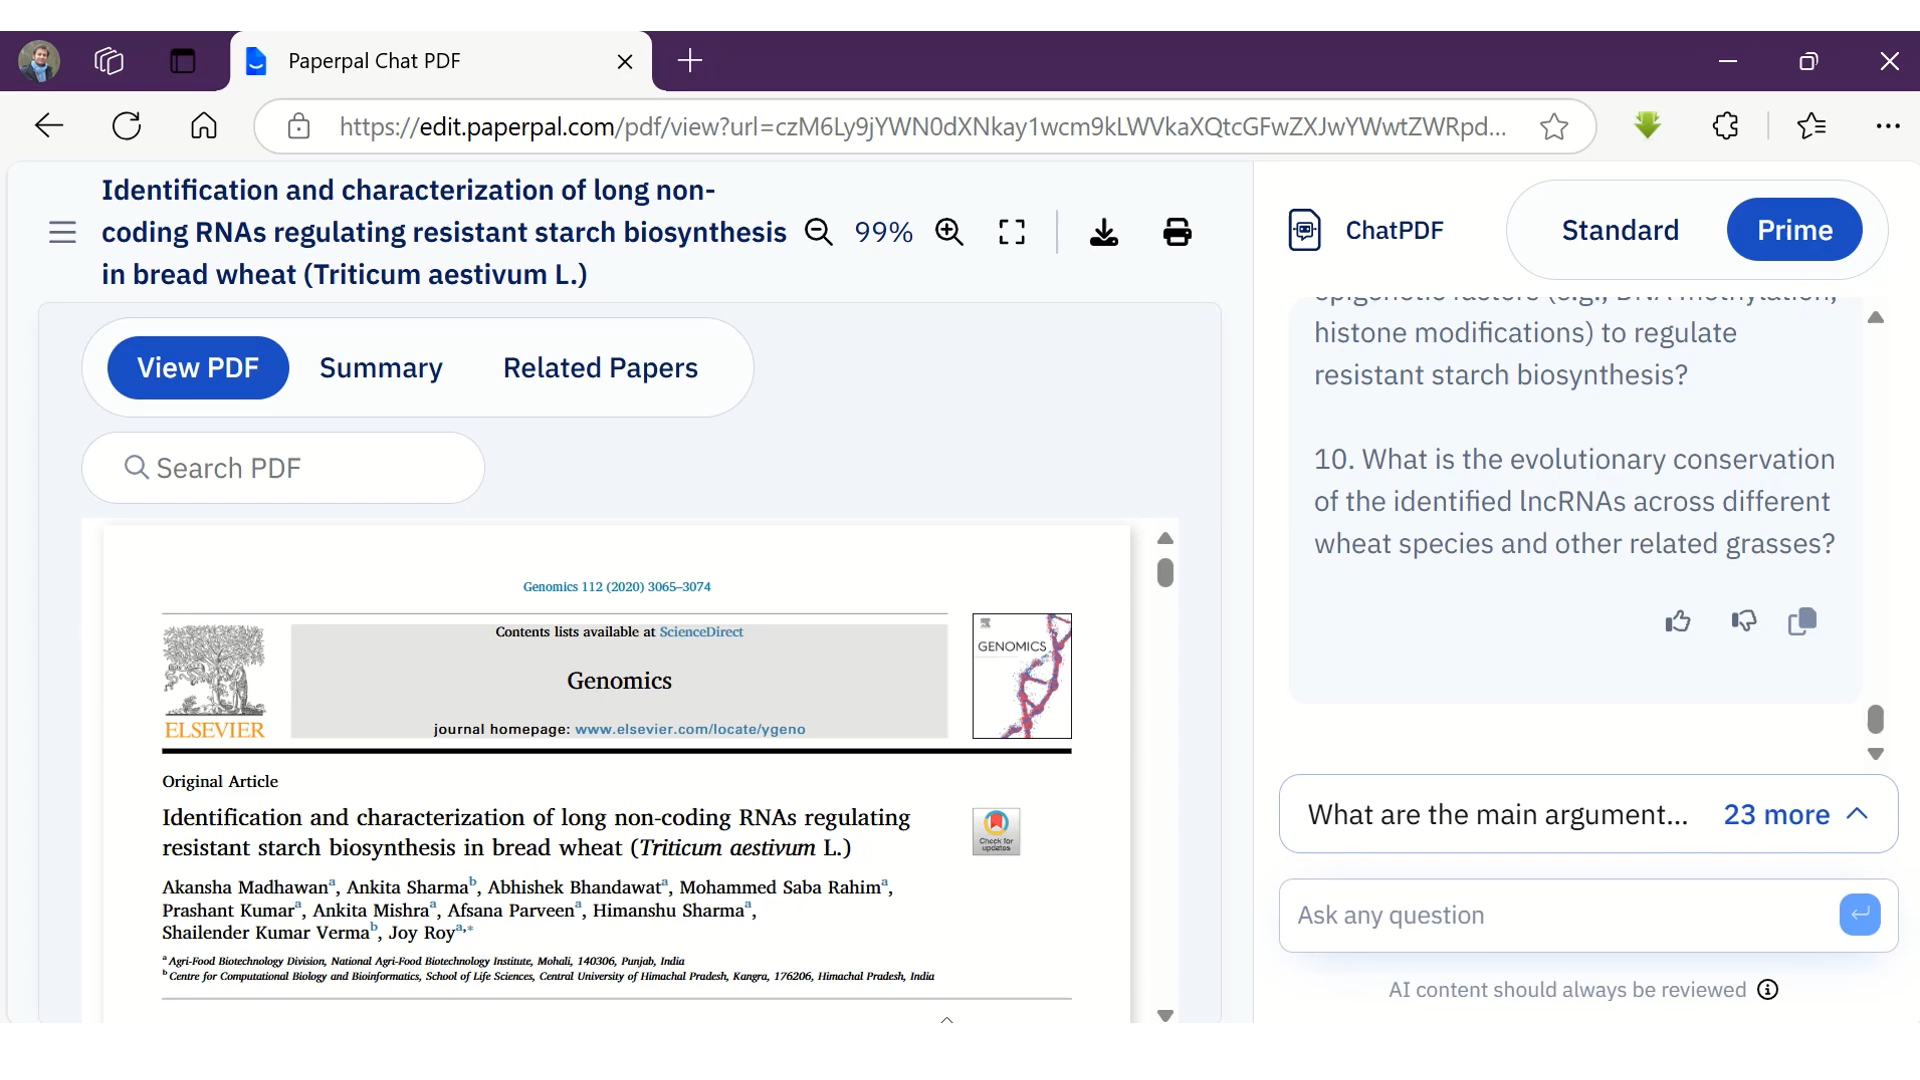 Paperpal Chat PDF
https://edit.paperpal.com/pdf/view?url=czM6Ly9jYWN0dXNkay1wcm9kLWVkaXQtcGFwZXJwYWwtZWRpd...
Identification and characterization of long non-
coding RNAs regulating resistant starch biosynthesis
in bread wheat (Triticum aestivum L.)
99%
View PDF
Summary
Related Papers
Search PDF
Genomics 112 (2020) 3065–3074
Contents lists available at ScienceDirect
Genomics
journal homepage: www.elsevier.com/locate/ygeno
ELSEVIER
GENOMICS
Original Article
Identification and characterization of long non-coding RNAs regulating
resistant starch biosynthesis in bread wheat (Triticum aestivum L.)
Check for
updates
Akansha Madhawanᵃ, Ankita Sharmaᵇ, Abhishek Bhandawatᵃ, Mohammed Saba Rahimᵃ,
Prashant Kumarᵃ, Ankita Mishraᵃ, Afsana Parveenᵃ, Himanshu Sharmaᵃ,
Shailender Kumar Vermaᵇ, Joy Royᵃ,*
ᵃ Agri-Food Biotechnology Division, National Agri-Food Biotechnology Institute, Mohali, 140306, Punjab, India
ᵇ Centre for Computational Biology and Bioinformatics, School of Life Sciences, Central University of Himachal Pradesh, Kangra, 176206, Himachal Pradesh, India
ChatPDF
Standard
Prime
epigenetic factors (e.g., DNA methylation,
histone modifications) to regulate
resistant starch biosynthesis?
10. What is the evolutionary conservation
of the identified lncRNAs across different
wheat species and other related grasses?
What are the main argument...
23 more
Ask any question
AI content should always be reviewed